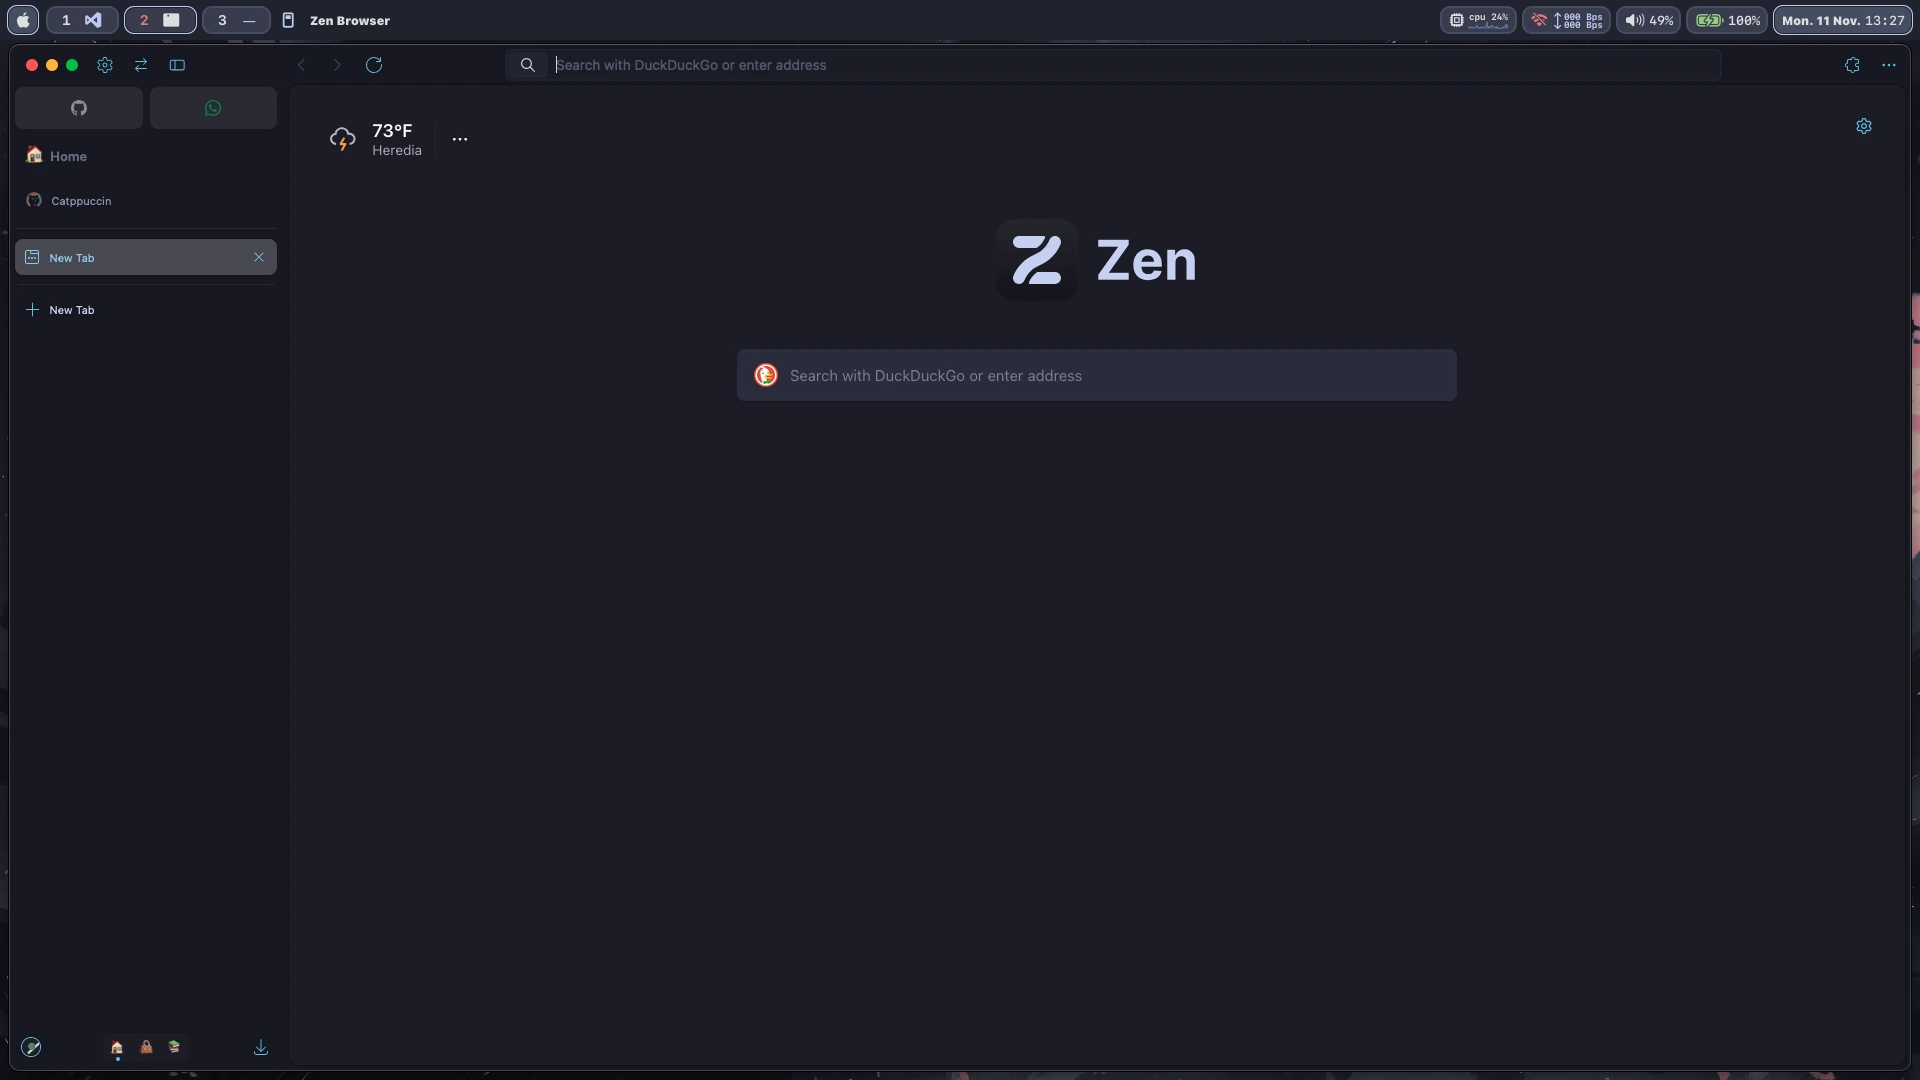 1
2
3
Zen Browser
cpu 24%
000 Bps
000 Bps
49%
100%
Mon. 11 Nov. 13:27
Search with DuckDuckGo or enter address
Home
Catppuccin
New Tab
New Tab
73°F
Heredia
Zen
Search with DuckDuckGo or enter address